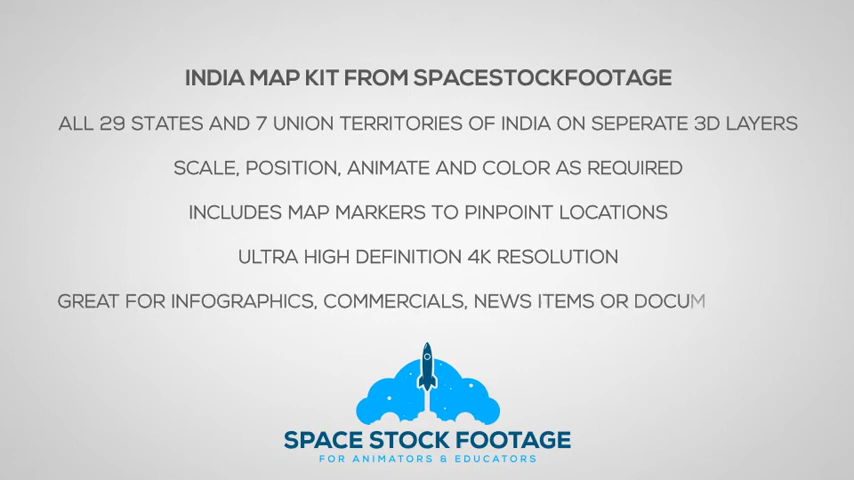 INDIA MAP KIT FROM SPACESTOCKFOOTAGE
ALL 29 STATES AND 7 UNION TERRITORIES OF INDIA ON SEPERATE 3D LAYERS
SCALE, POSITION, ANIMATE AND COLOR AS REQUIRED
INCLUDES MAP MARKERS TO PINPOINT LOCATIONS
ULTRA HIGH DEFINITION 4K RESOLUTION
GREAT FOR INFOGRAPHICS, COMMERCIALS, NEWS ITEMS OR DOCUM
SPACE STOCK FOOTAGE
FOR ANIMATORS & EDUCATORS